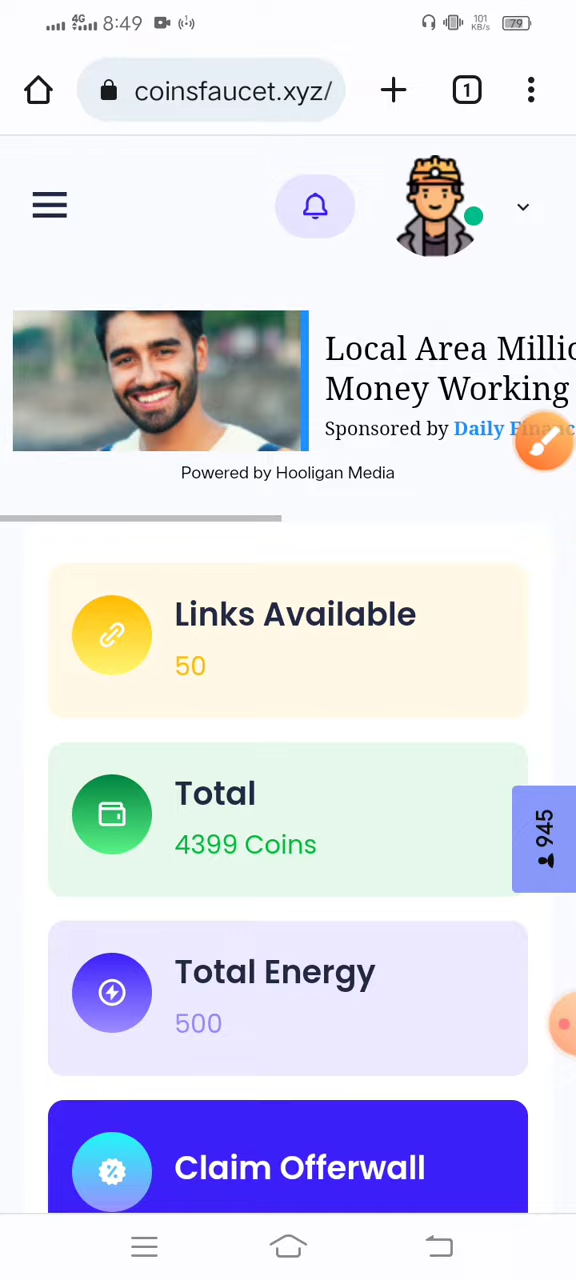 4G 8:49 101 KB/s 79
coinsfaucet.xyz/ 1
Local Area Millio
Money Working
Sponsored by Daily Financ
Powered by Hooligan Media
Links Available
50
Total
4399 Coins
945
Total Energy
500
Claim Offerwall